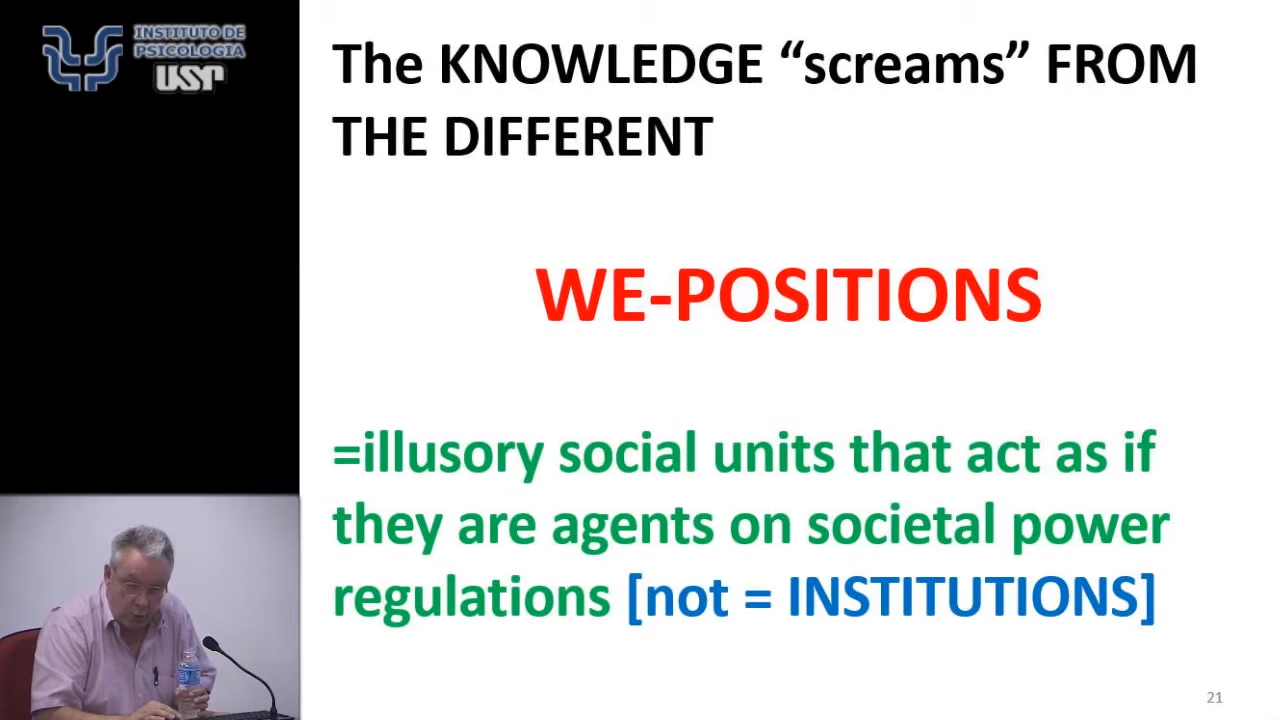 INSTITUTO DE
PSICOLOGIA
USP
The KNOWLEDGE “screams” FROM
THE DIFFERENT
WE-POSITIONS
=illusory social units that act as if
they are agents on societal power
regulations [not = INSTITUTIONS]
21